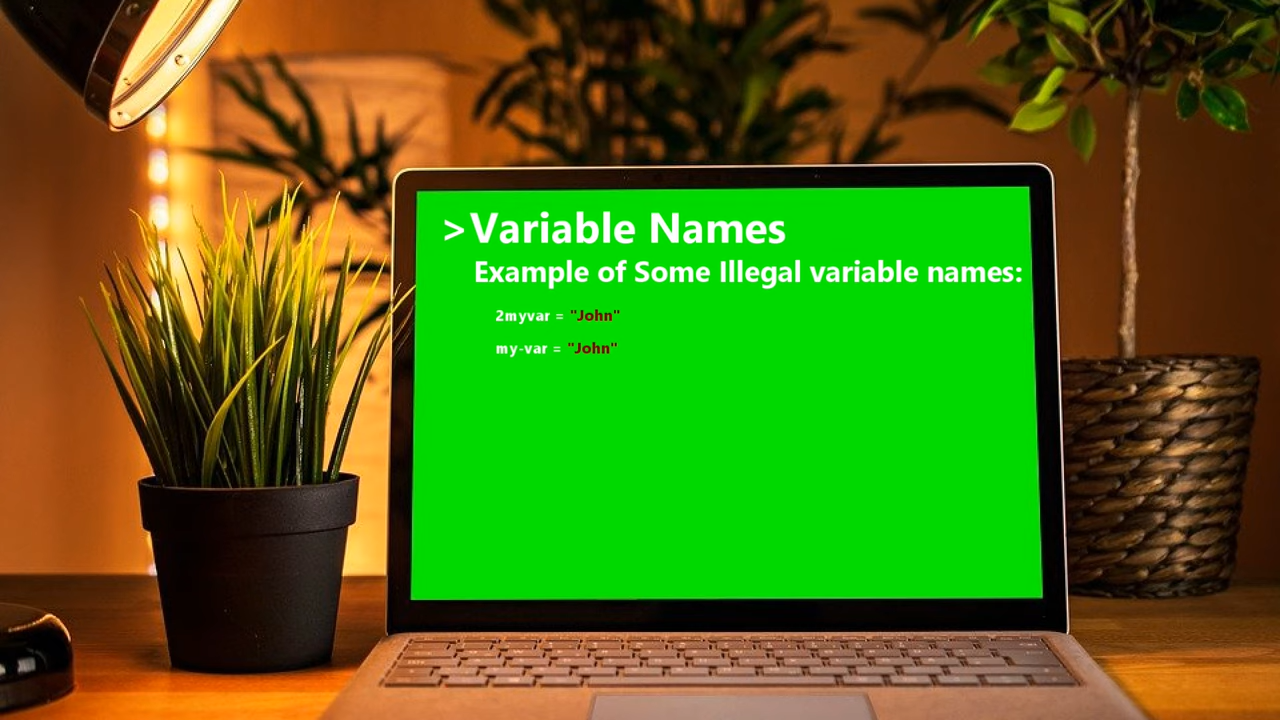 >Variable Names
Example of Some Illegal variable names:
2myvar = "John"
my-var = "John"